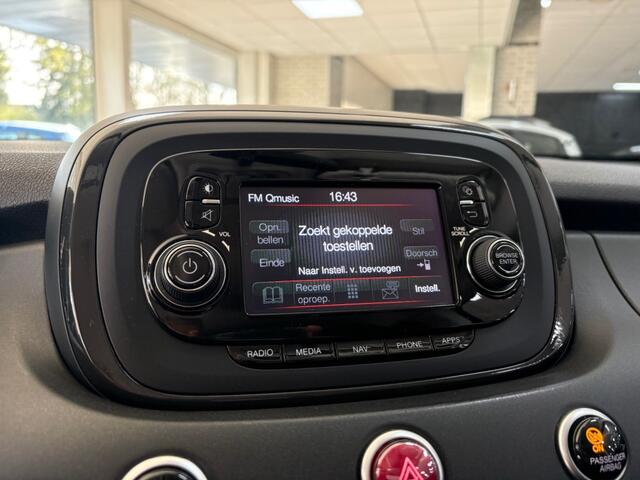 FM Qmusic 16:43
VOL
TUNE
SCROLL
Opn.
bellen
Zoekt gekoppelde
toestellen
Stil
Einde
Doorsch
Naar Instell. v. toevoegen
Recente
oproep.
Instell.
BROWSE
ENTER
RADIO MEDIA NAV PHONE APPS
ON
PASSENGER
AIRBAG